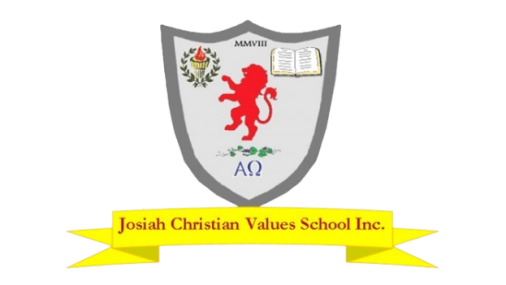 MMVIII
ΑΩ
Josiah Christian Values School Inc.